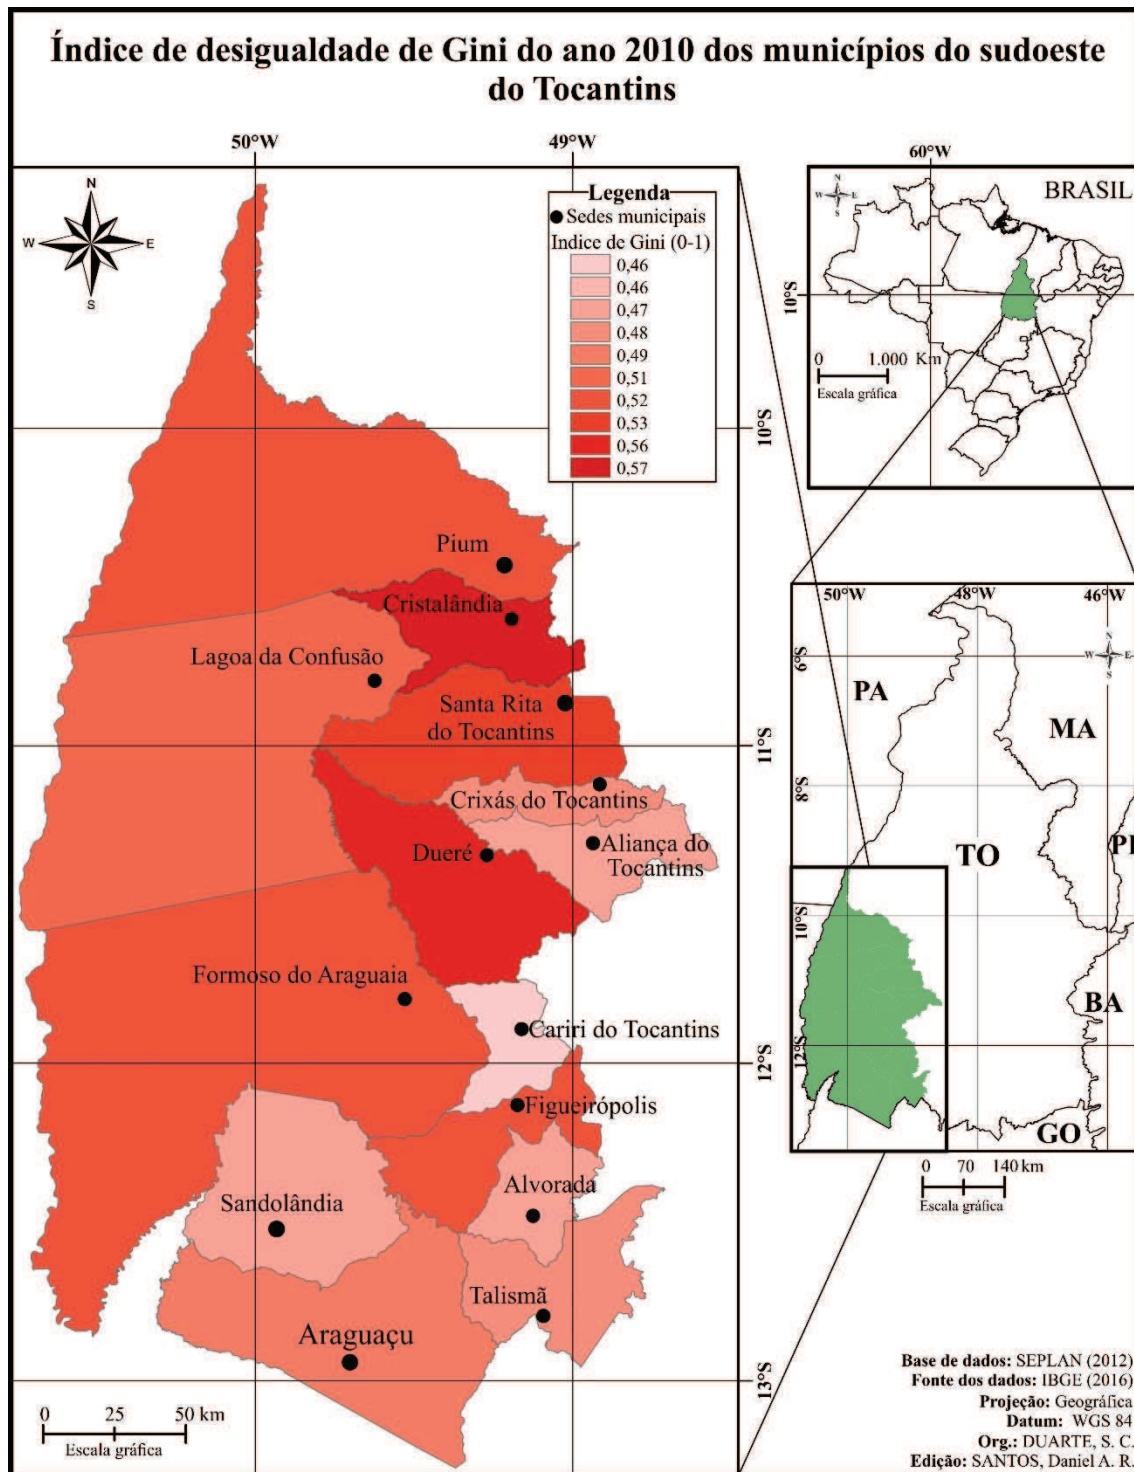 Índice de desigualdade de Gini do ano 2010 dos municípios do sudoeste
do Tocantins
50°W
49°W
N
W
E
S
Legenda
Sedes municipais
Indice de Gini (0-1)
0,46
0,46
0,47
0,48
0,49
0,51
0,52
0,53
0,56
0,57
10°S
11°S
12°S
13°S
Pium
Cristalândia
Lagoa da Confusão
Santa Rita
do Tocantins
Crixás do Tocantins
Dueré
Aliança do
Tocantins
Formoso do Araguaia
Cariri do Tocantins
Figueirópolis
Alvorada
Sandolândia
Talismã
Araguaçu
0 25 50 km
Escala gráfica
60°W
BRASIL
N
W
E
S
10°S
0 1.000 Km
Escala gráfica
50°W
48°W
46°W
N
W
E
S
6°S
8°S
10°S
12°S
PA
MA
TO
PI
BA
GO
0 70 140 km
Escala gráfica
Base de dados: SEPLAN (2012)
Fonte dos dados: IBGE (2016)
Projeção: Geográfica
Datum: WGS 84
Org.: DUARTE, S. C.
Edição: SANTOS, Daniel A. R.